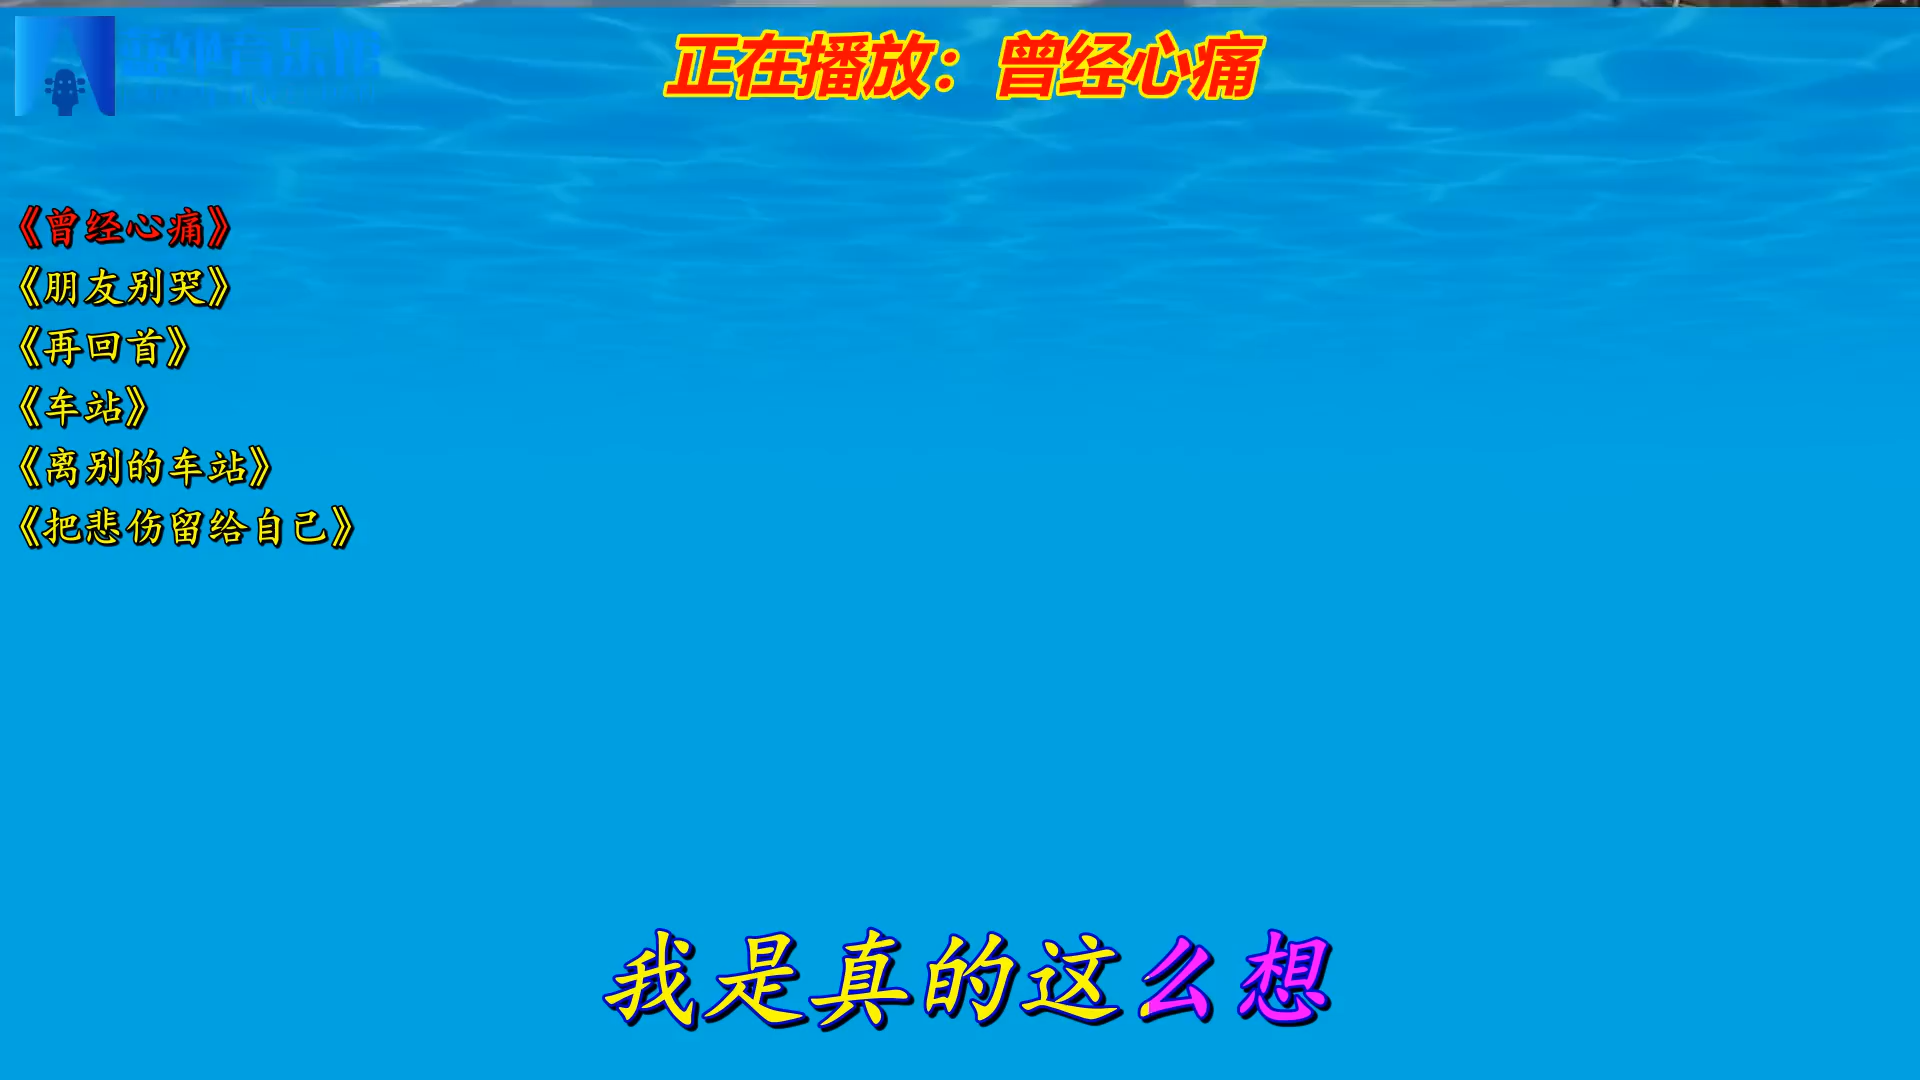 正在播放：曾经心痛
《曾经心痛》
《朋友别哭》
《再回首》
《车站》
《离别的车站》
《把悲伤留给自己》
我是真的这么想